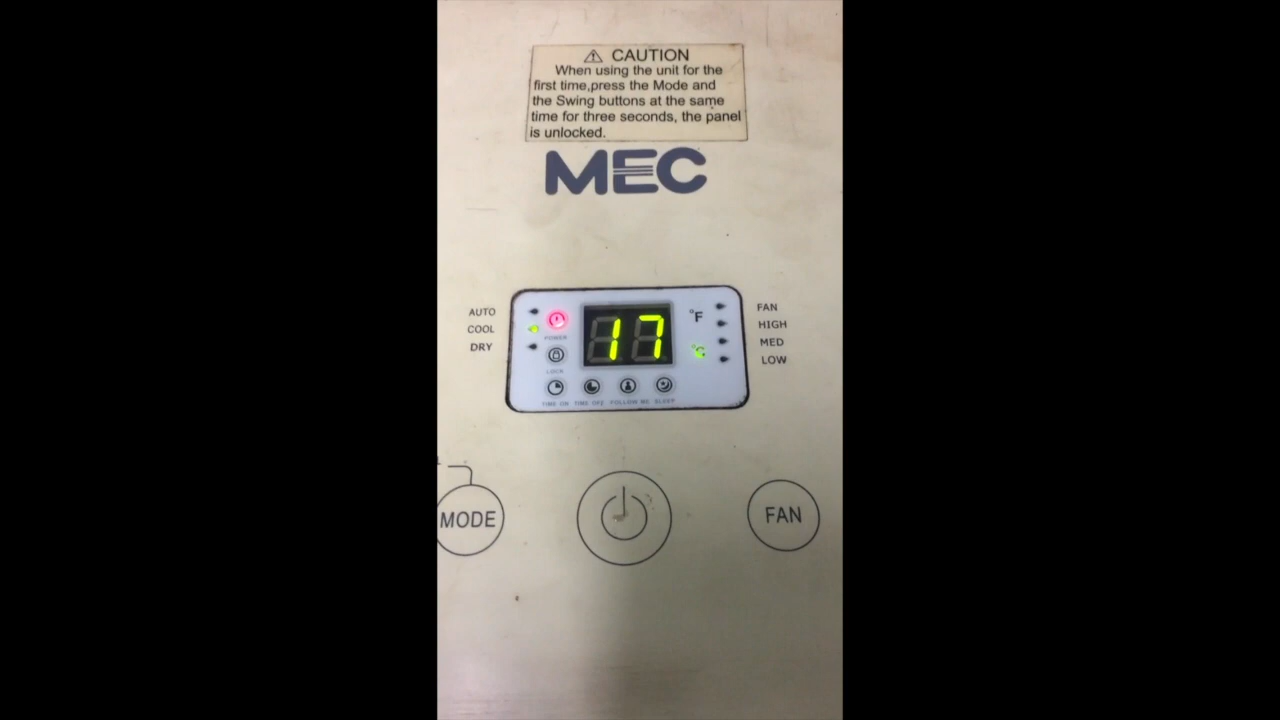 ⚠ CAUTION
When using the unit for the
first time,press the Mode and
the Swing buttons at the same
time for three seconds, the panel
is unlocked.
MEC
AUTO
COOL
DRY
POWER
LOCK
17
°F
°C
FAN
HIGH
MED
LOW
TIME ON TIME OFF FOLLOW ME SLEEP
MODE
FAN